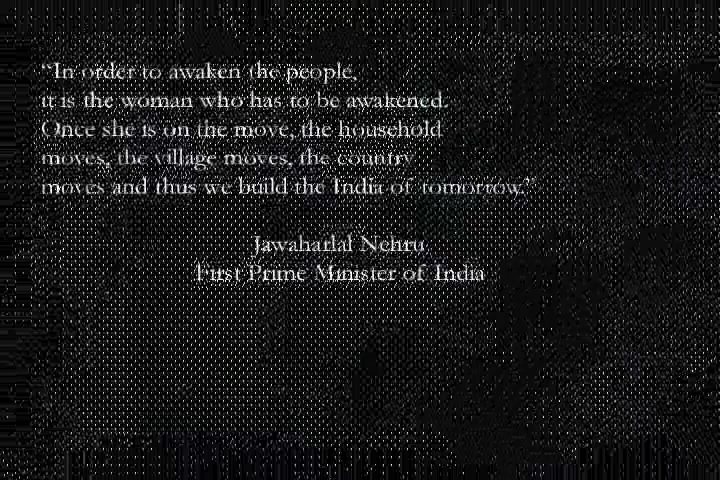 “In order to awaken the people,
it is the woman who has to be awakened.
Once she is on the move, the household
moves, the village moves, the country
moves and thus we build the India of tomorrow.”
Jawaharlal Nehru
First Prime Minister of India